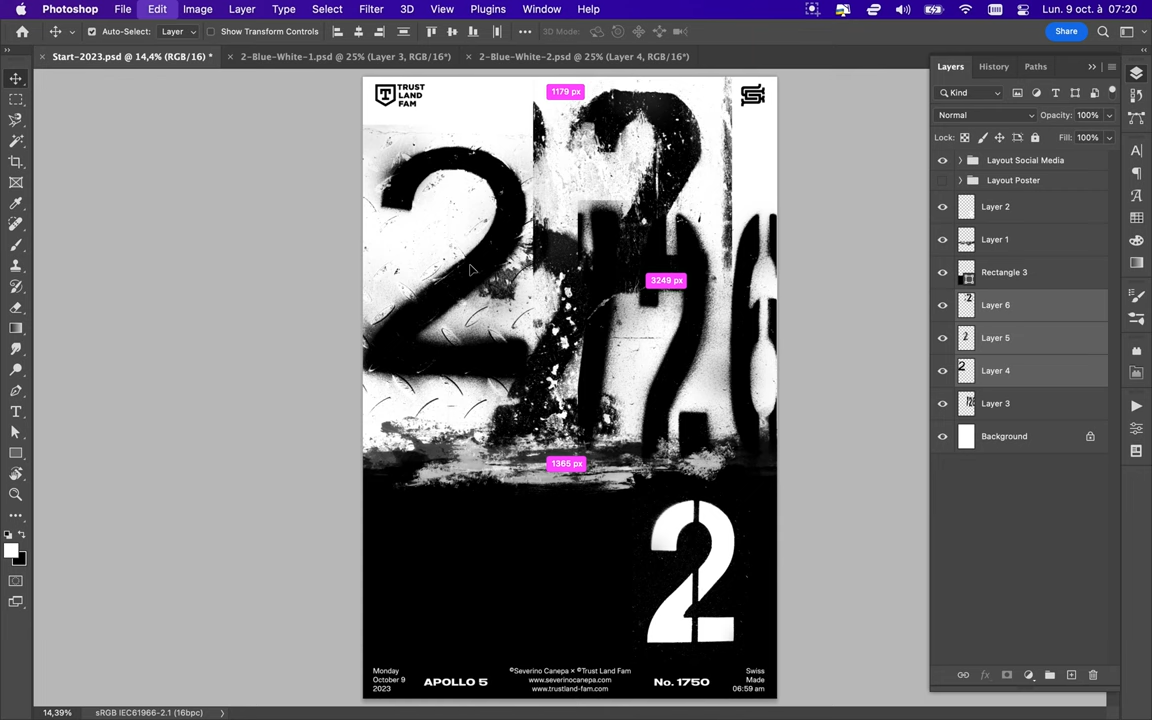 Photoshop File Edit Image Layer Type Select Filter 3D View Plugins Window Help Lun. 9 oct. à 07:20
Auto-Select: Layer Show Transform Controls 3D Mode: Share
Start-2023.psd @ 14,4% (RGB/16) * 2-Blue-White-1.psd @ 25% (Layer 3, RGB/16*) 2-Blue-White-2.psd @ 25% (Layer 4, RGB/16*)
Layers History Paths
Kind
Normal Opacity: 100%
Lock: Fill: 100%
Layout Social Media
Layout Poster
Layer 2
Layer 1
Rectangle 3
Layer 6
Layer 5
Layer 4
Layer 3
Background
TRUST
LAND
FAM
1179 px
2
2
3249 px
1365 px
2
Monday
October 9
2023
APOLLO 5
©Severino Canepa × ©Trust Land Fam
www.severinocanepa.com
www.trustland-fam.com
No. 1750
Swiss
Made
06:59 am
14,39% sRGB IEC61966-2.1 (16bpc)